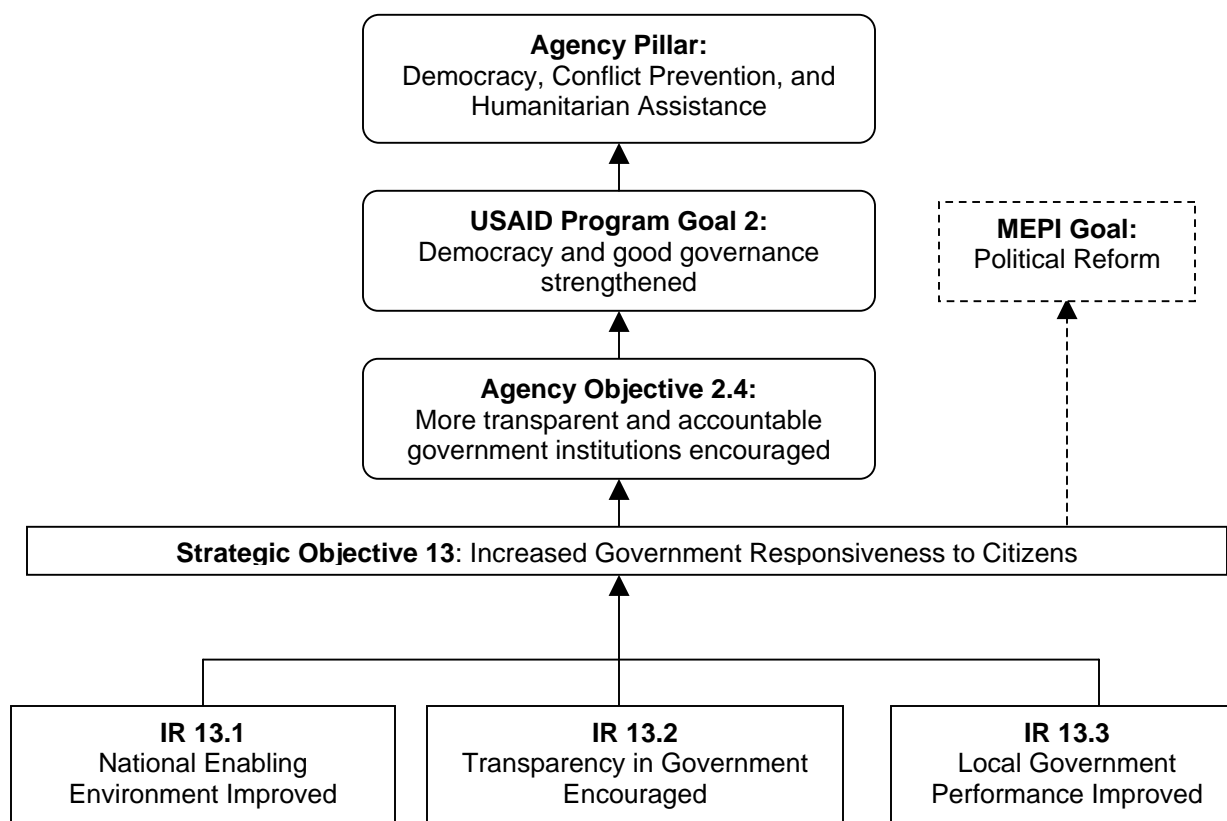 Agency Pillar:
Democracy, Conflict Prevention, and
Humanitarian Assistance
USAID Program Goal 2:
Democracy and good governance
strengthened
MEPI Goal:
Political Reform
Agency Objective 2.4:
More transparent and accountable
government institutions encouraged
Strategic Objective 13: Increased Government Responsiveness to Citizens
IR 13.1
National Enabling
Environment Improved
IR 13.2
Transparency in Government
Encouraged
IR 13.3
Local Government
Performance Improved